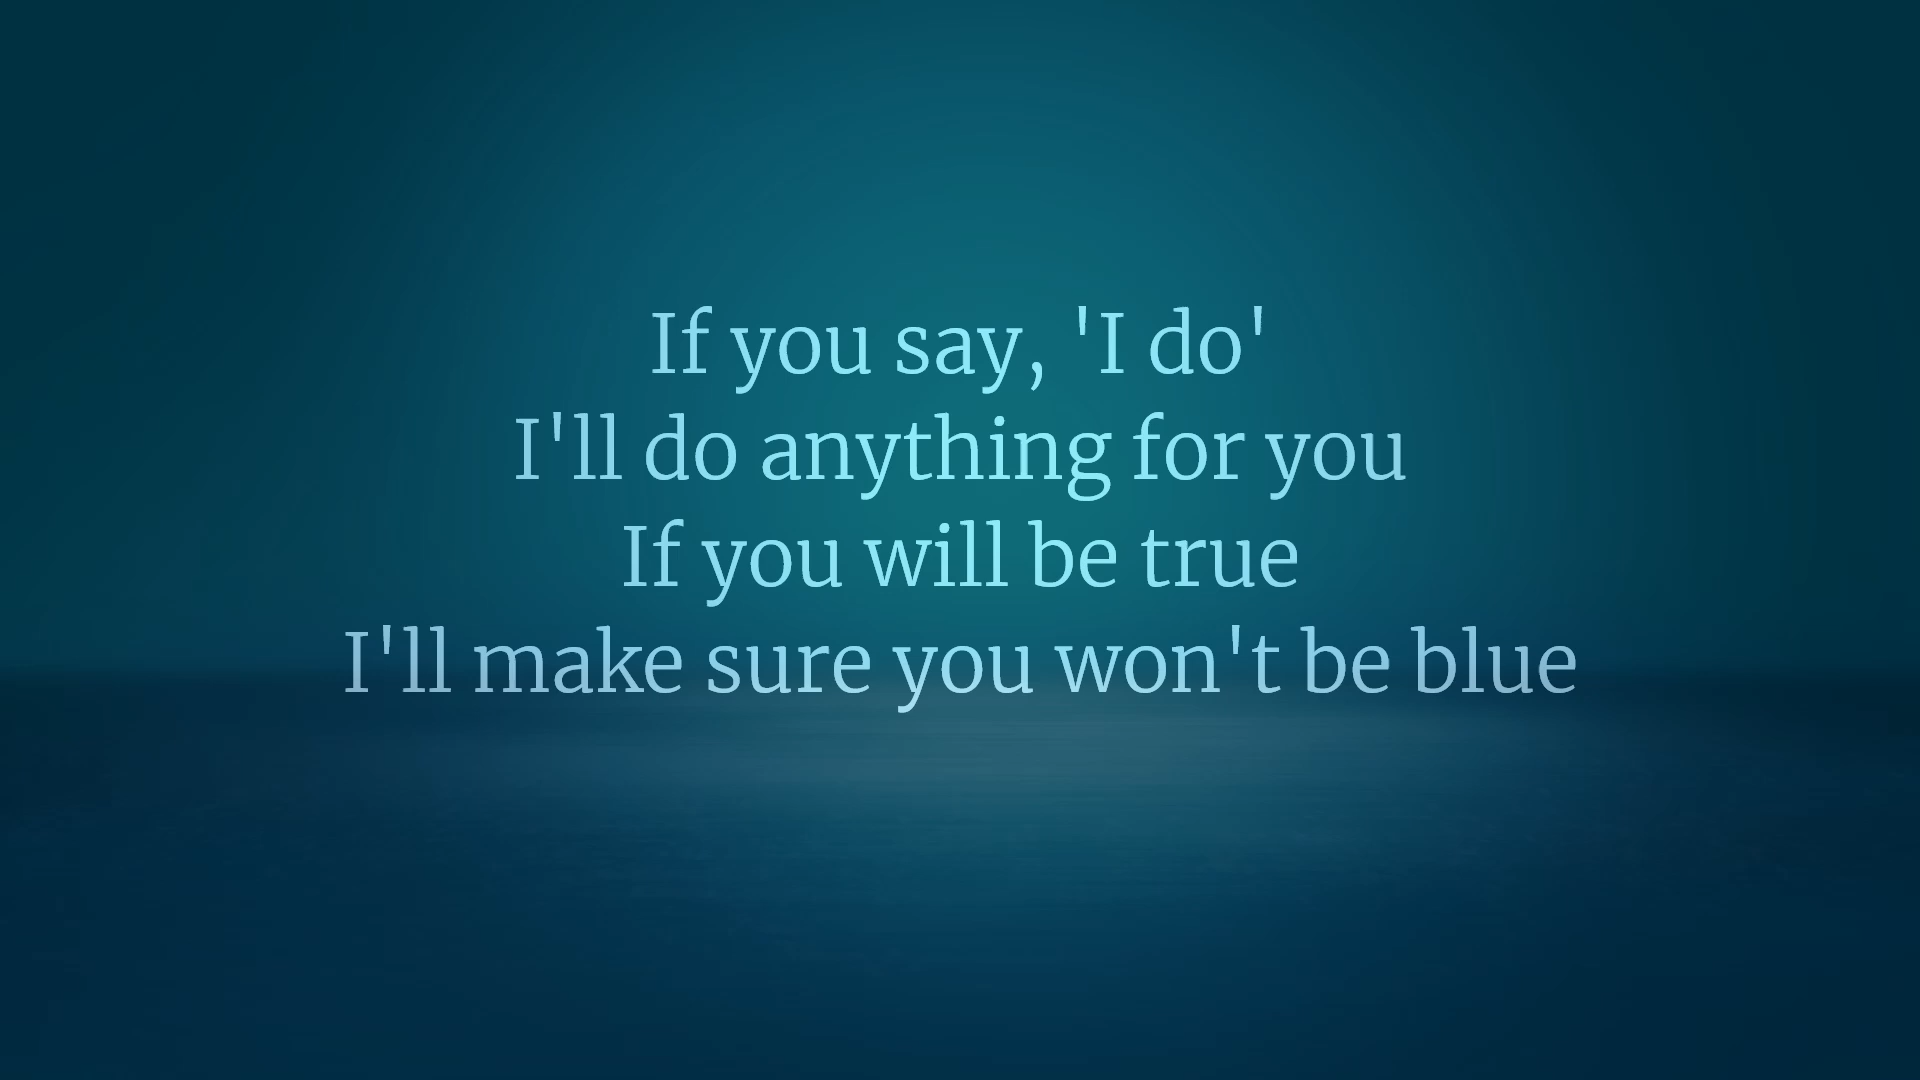 If you say, 'I do'
I'll do anything for you
If you will be true
I'll make sure you won't be blue